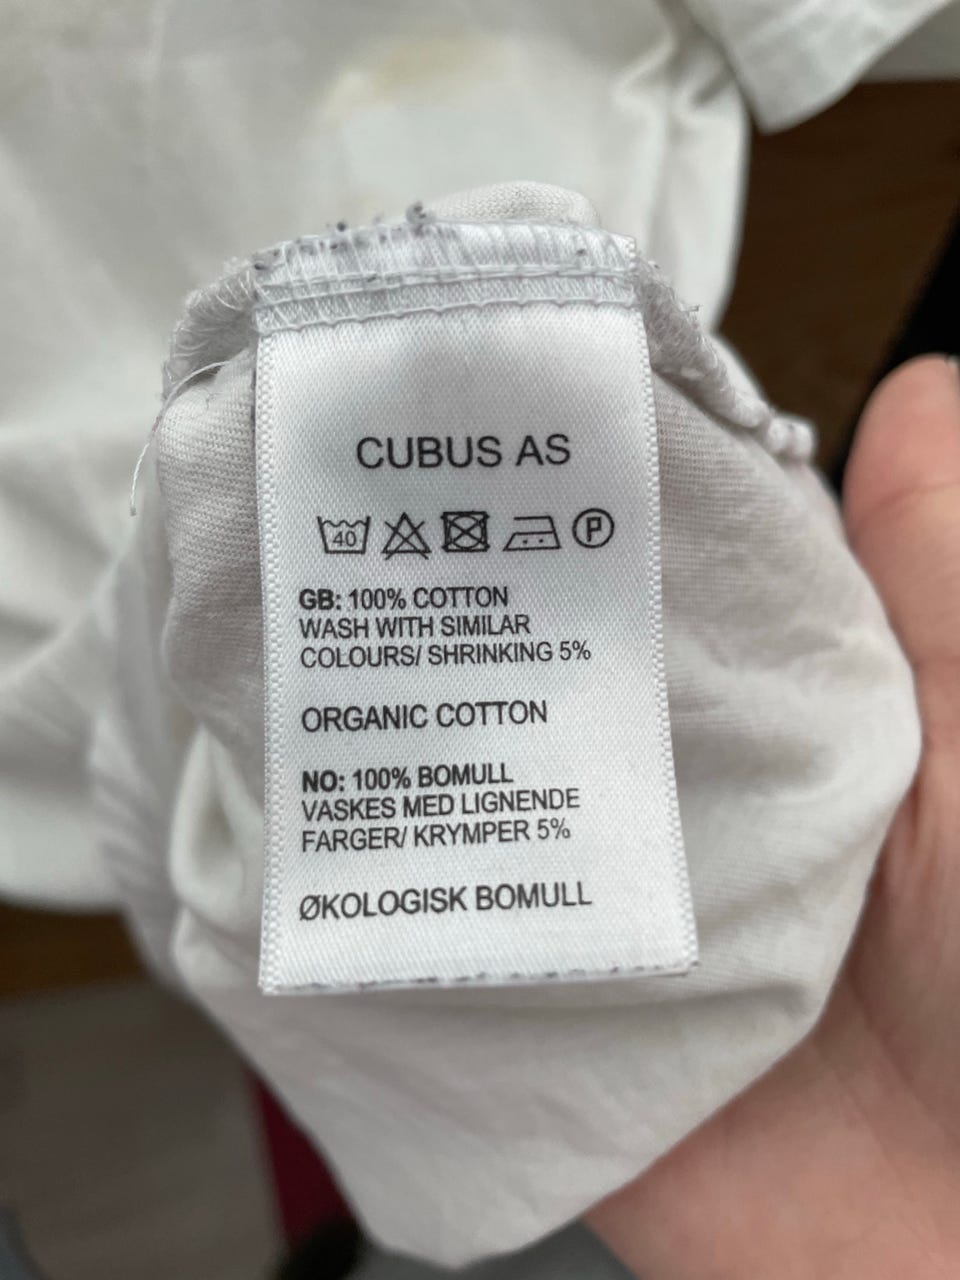 CUBUS AS
40 P
GB: 100% COTTON
WASH WITH SIMILAR
COLOURS/ SHRINKING 5%
ORGANIC COTTON
NO: 100% BOMULL
VASKES MED LIGNENDE
FARGER/ KRYMPER 5%
ØKOLOGISK BOMULL